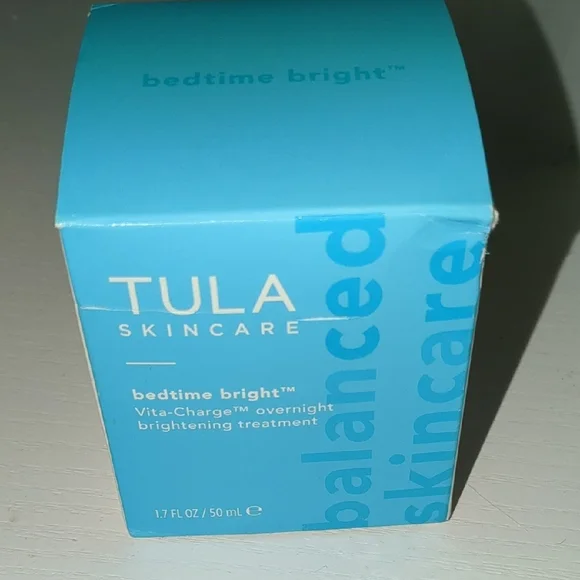 bedtime bright™
TULA
SKINCARE
bedtime bright™
Vita-Charge™ overnight
brightening treatment
1.7 FL OZ / 50 mL ℮
balanced
skincare